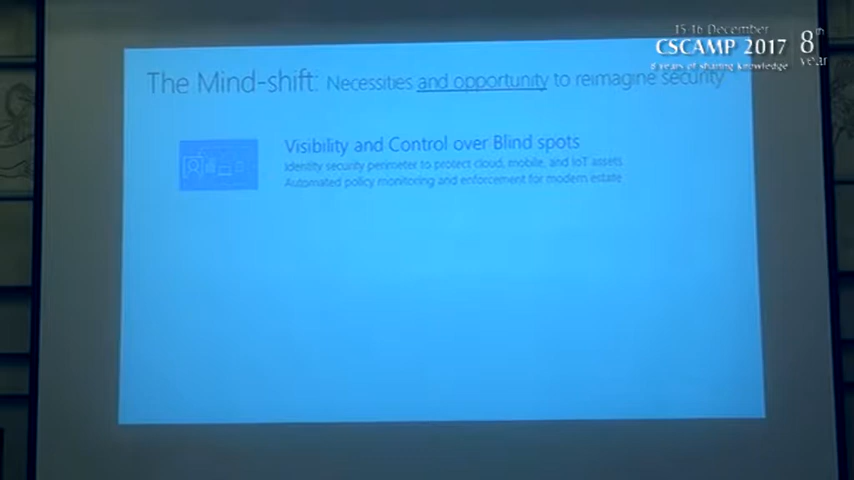 15-16 December
CSCAMP 2017
8th year
8 years of sharing knowledge
The Mind-shift: Necessities and opportunity to reimagine security
Visibility and Control over Blind spots
Identity security perimeter to protect cloud, mobile, and IoT assets
Automated policy monitoring and enforcement for modern estate